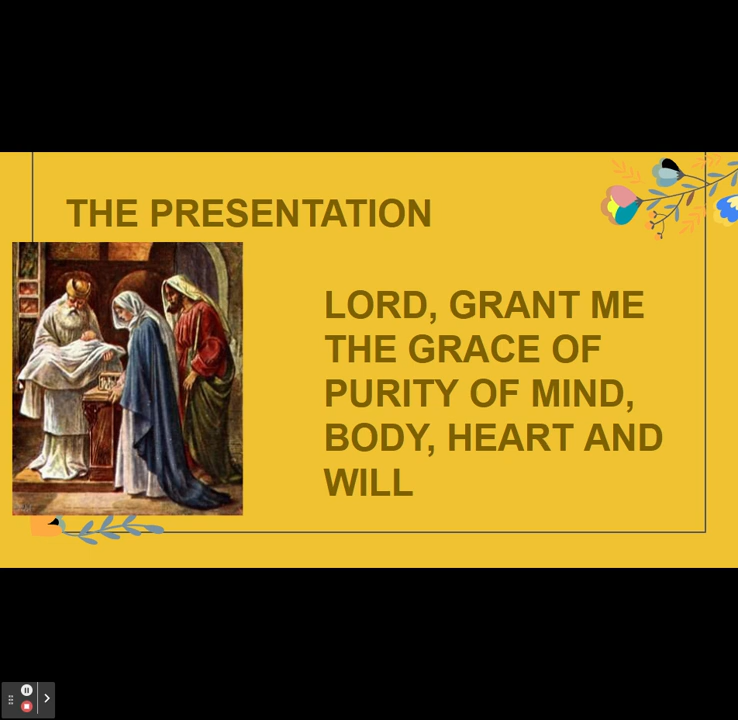 THE PRESENTATION
LORD, GRANT ME
THE GRACE OF
PURITY OF MIND,
BODY, HEART AND
WILL